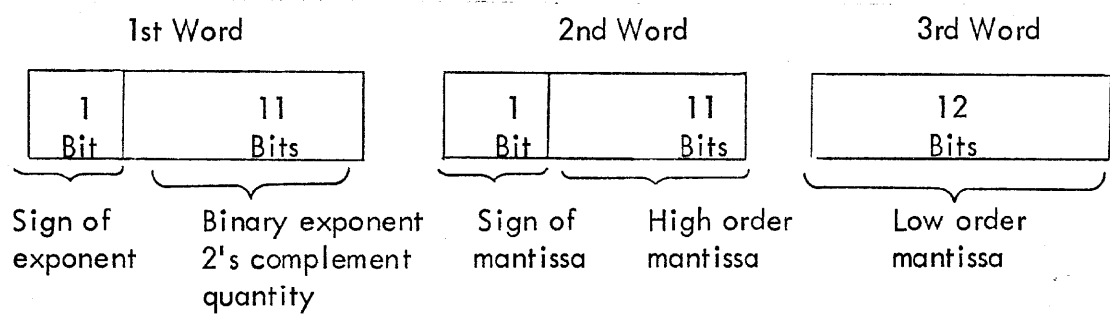 1st Word 2nd Word 3rd Word
1 11 1 11 12
Bit Bits Bit Bits Bits
Sign of Binary exponent Sign of High order Low order
exponent 2's complement mantissa mantissa mantissa
quantity